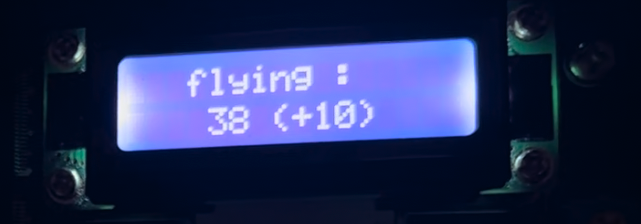 flying :
38 (+10)